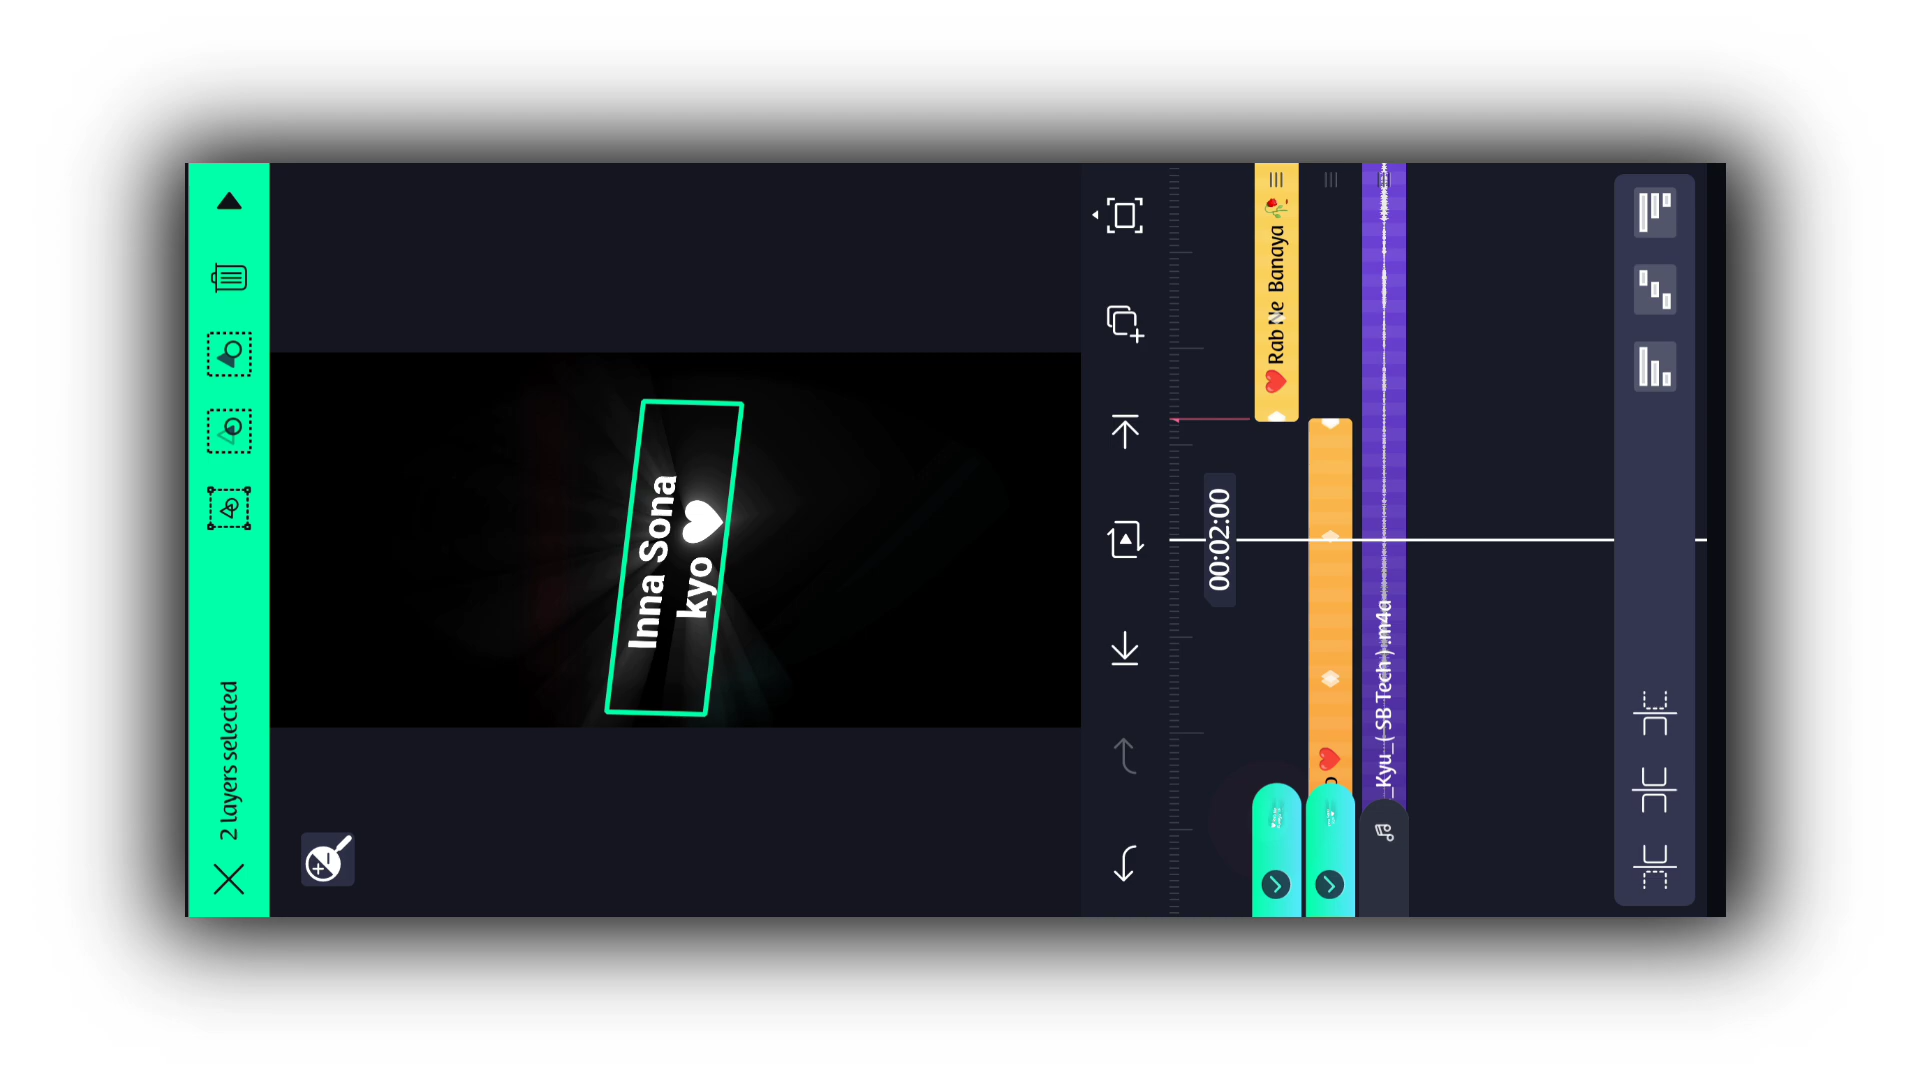 2 layers selected
Inna Sona
kyo
00:02:00
Rab Ne Banaya
_Kyu_( SB Tech ).m4a